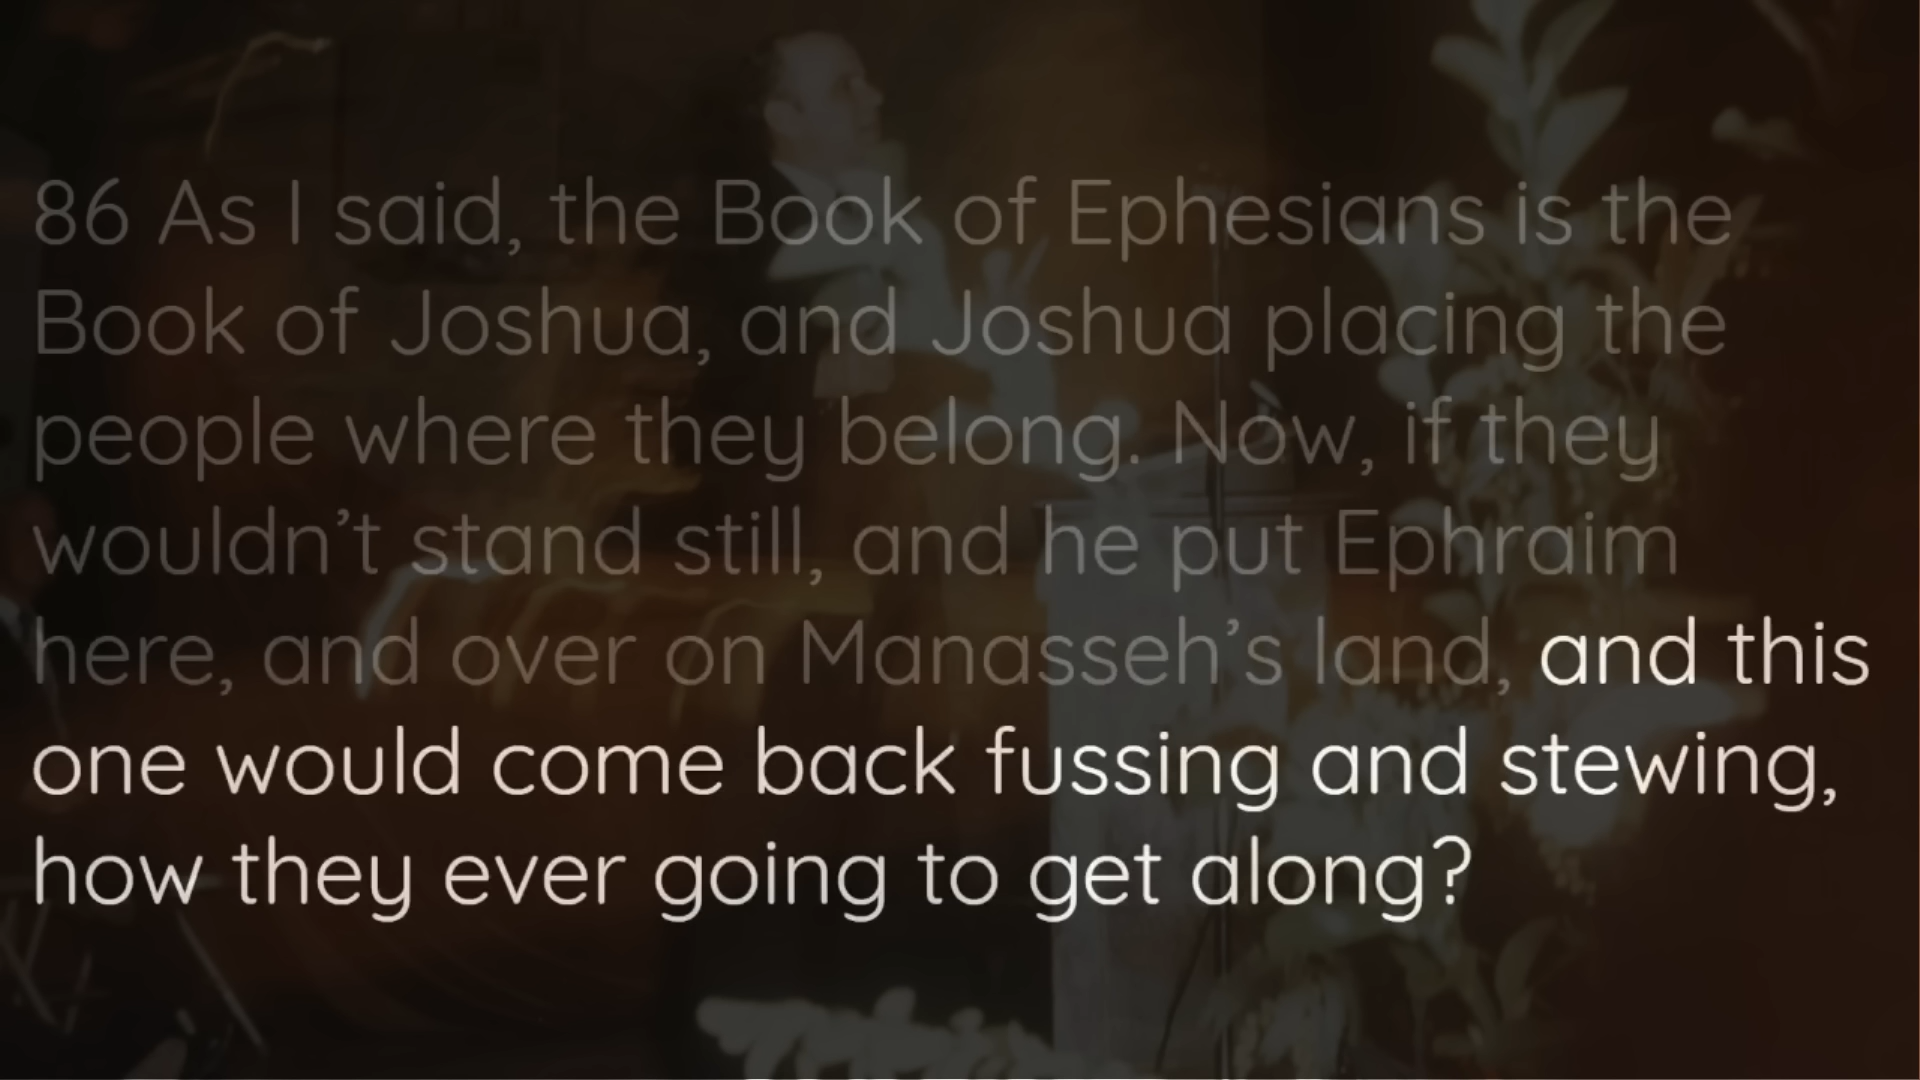 86 As I said, the Book of Ephesians is the
Book of Joshua, and Joshua placing the
people where they belong. Now, if they
wouldn’t stand still, and he put Ephraim
here, and over on Manasseh’s land, and this
one would come back fussing and stewing,
how they ever going to get along?